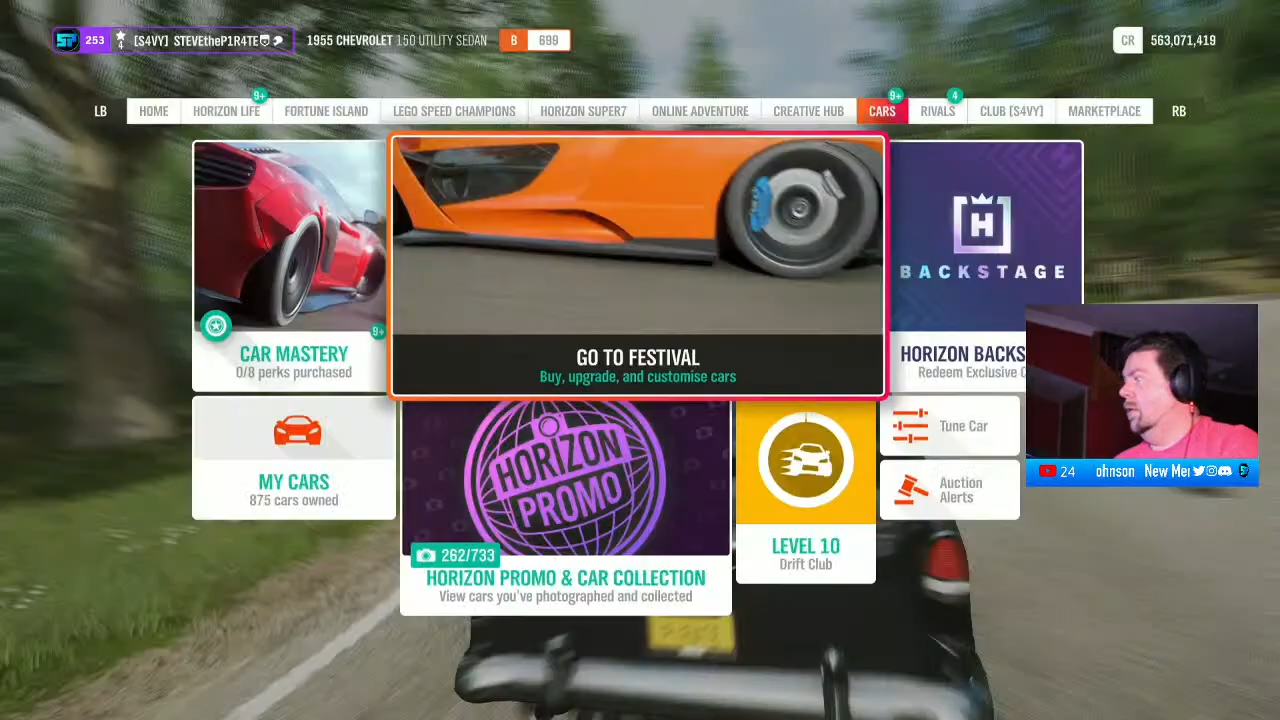 253 4 [S4VY] STEVEtheP1R4TE 1955 CHEVROLET 150 UTILITY SEDAN B 699 CR 563,071,419
9+ 9+ 4
LB HOME HORIZON LIFE FORTUNE ISLAND LEGO SPEED CHAMPIONS HORIZON SUPER7 ONLINE ADVENTURE CREATIVE HUB CARS RIVALS CLUB [S4VY] MARKETPLACE RB
H
BACKSTAGE
9+
CAR MASTERY
0/8 perks purchased
GO TO FESTIVAL
Buy, upgrade, and customise cars
HORIZON BACKS
Redeem Exclusive C
MY CARS
875 cars owned
HORIZON
PROMO
262/733
HORIZON PROMO & CAR COLLECTION
View cars you've photographed and collected
LEVEL 10
Drift Club
Tune Car
Auction
Alerts
24 ohnson New Me